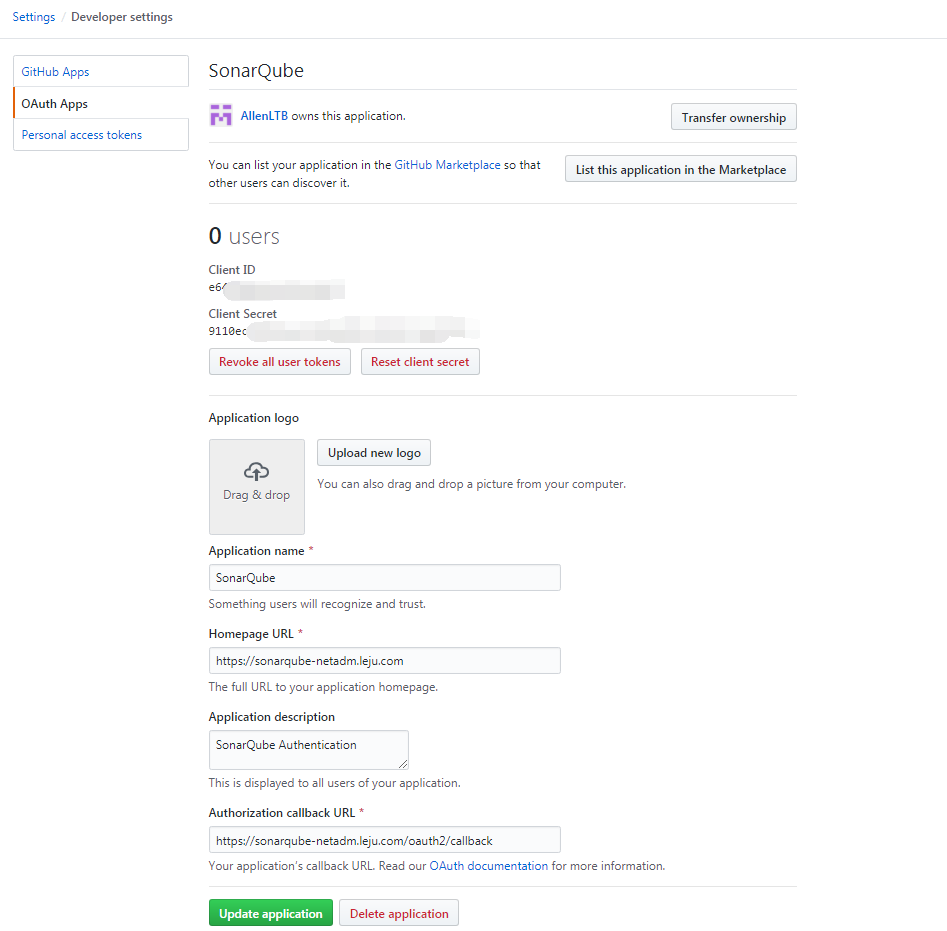 Settings / Developer settings
GitHub Apps
OAuth Apps
Personal access tokens
SonarQube
AllenLTB owns this application.
Transfer ownership
You can list your application in the GitHub Marketplace so that
other users can discover it.
List this application in the Marketplace
0 users
Client ID
e64
Client Secret
9110ec
Revoke all user tokens
Reset client secret
Application logo
Drag & drop
Upload new logo
You can also drag and drop a picture from your computer.
Application name *
SonarQube
Something users will recognize and trust.
Homepage URL *
https://sonarqube-netadm.leju.com
The full URL to your application homepage.
Application description
SonarQube Authentication
This is displayed to all users of your application.
Authorization callback URL *
https://sonarqube-netadm.leju.com/oauth2/callback
Your application's callback URL. Read our OAuth documentation for more information.
Update application
Delete application